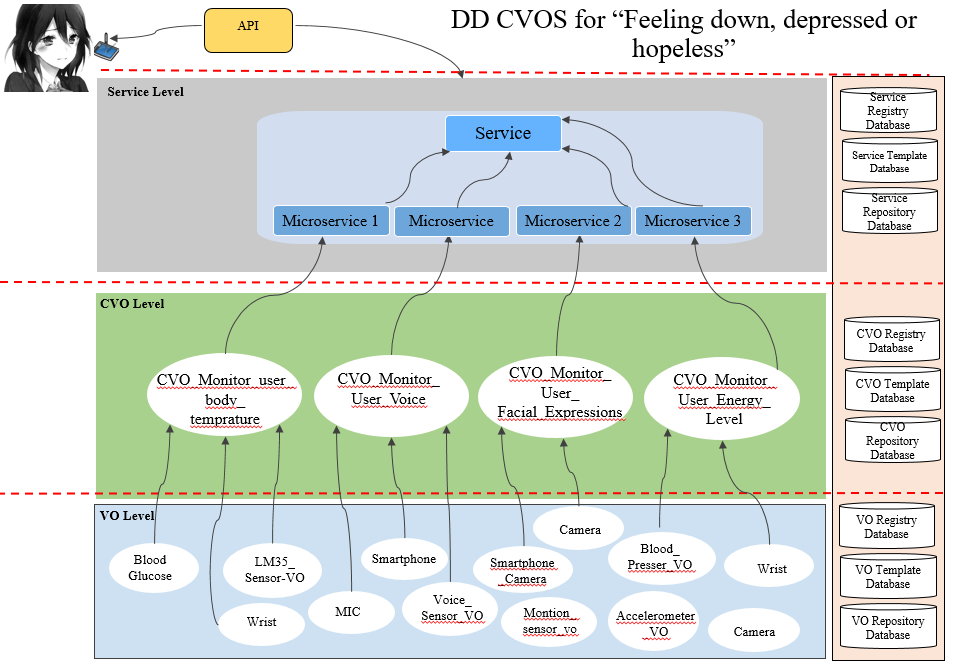 DD CVOS for “Feeling down, depressed or
hopeless”
API
Service Level
Service
Microservice 1
Microservice
Microservice 2
Microservice 3
Service
Registry
Database
Service Template
Database
Service
Repository
Database
CVO Level
CVO_Monitor_user_
body_
temprature
CVO_Monitor_
User_Voice
CVO_Monitor_
User_
Facial_Expressions
CVO_Monitor_
User_Energy_
Level
CVO Registry
Database
CVO Template
Database
CVO
Repository
Database
VO Level
Blood
Glucose
LM35_
Sensor-VO
Wrist
MIC
Smartphone
Voice_
Sensor_VO
Smartphone
_Camera
Camera
Montion_
sensor_vo
Blood_
Presser_VO
Accelerometer
_VO
Wrist
Camera
VO Registry
Database
VO Template
Database
VO Repository
Database